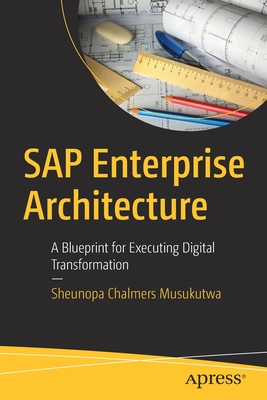 SAP Enterprise
Architecture
A Blueprint for Executing Digital
Transformation
—
Sheunopa Chalmers Musukutwa
Apress®